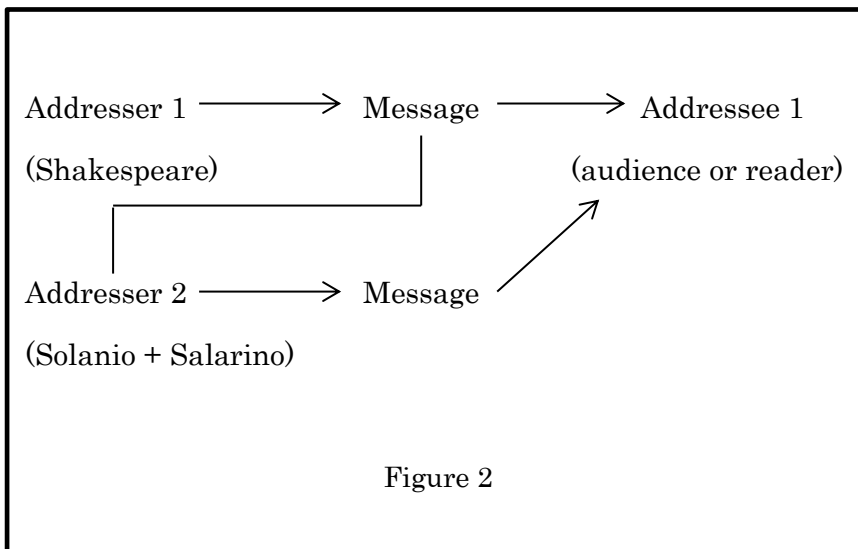 Addresser 1 Message Addressee 1
(Shakespeare) (audience or reader)
Addresser 2 Message
(Solanio + Salarino)
Figure 2